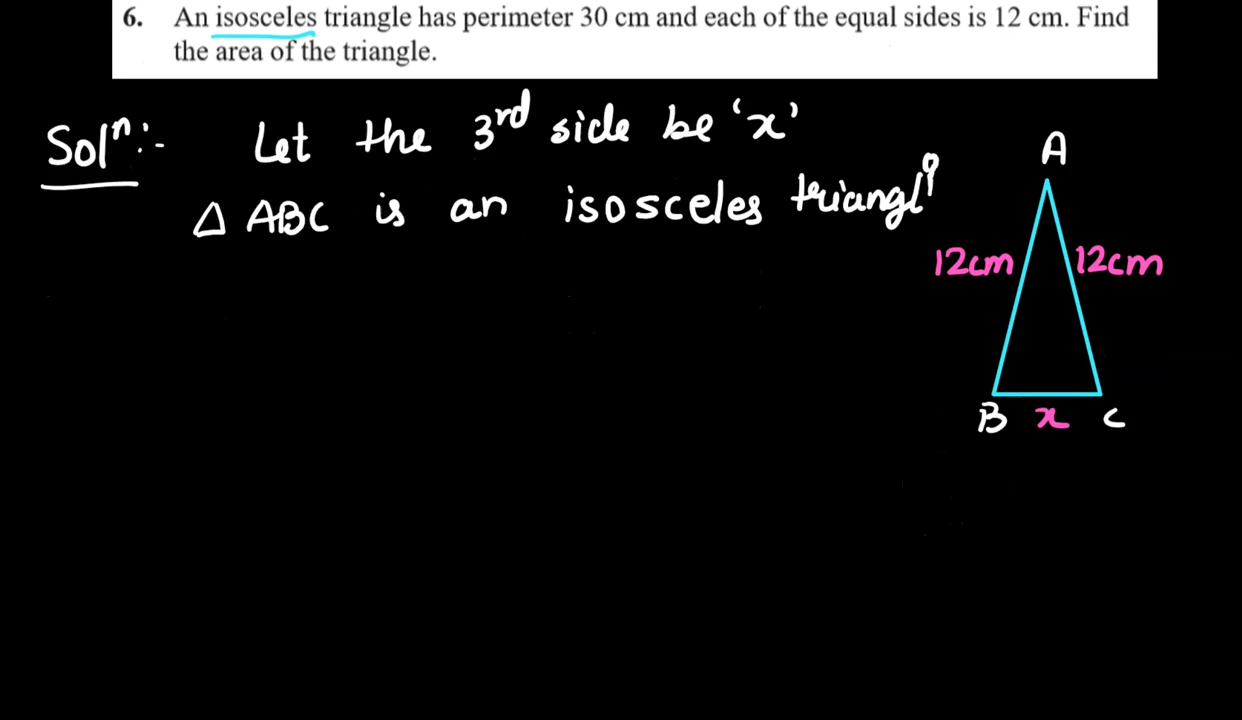 6. An isosceles triangle has perimeter 30 cm and each of the equal sides is 12 cm. Find
the area of the triangle.
Solⁿ:- Let the 3rd side be 'x'
△ ABC is an isosceles triangl
A
12cm 12cm
B x C